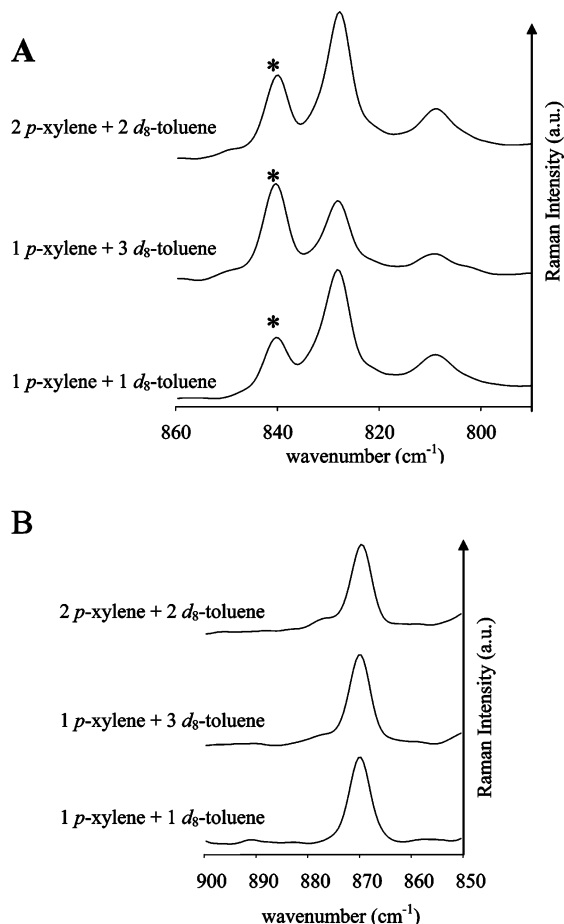 A
*
2 p-xylene + 2 d8-toluene
*
1 p-xylene + 3 d8-toluene
*
1 p-xylene + 1 d8-toluene
Raman Intensity (a.u.)
860 840 820 800
wavenumber (cm-1)
B
2 p-xylene + 2 d8-toluene
1 p-xylene + 3 d8-toluene
1 p-xylene + 1 d8-toluene
Raman Intensity (a.u.)
900 890 880 870 860 850
wavenumber (cm-1)